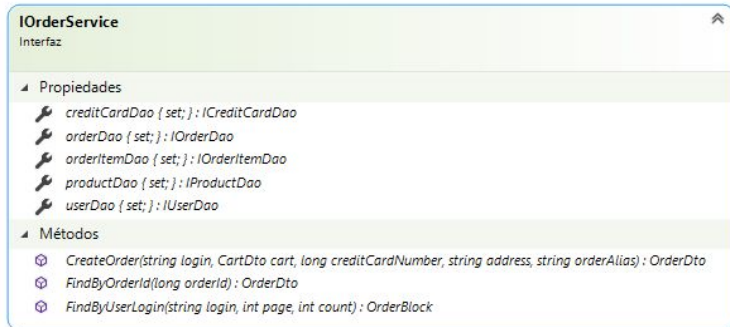 IOrderService
Interfaz
Propiedades
creditCardDao { set; } : ICreditCardDao
orderDao { set; } : IOrderDao
orderItemDao { set; } : IOrderItemDao
productDao { set; } : IProductDao
userDao { set; } : IUserDao
Métodos
CreateOrder(string login, CartDto cart, long creditCardNumber, string address, string orderAlias) : OrderDto
FindByOrderId(long orderId) : OrderDto
FindByUserLogin(string login, int page, int count) : OrderBlock